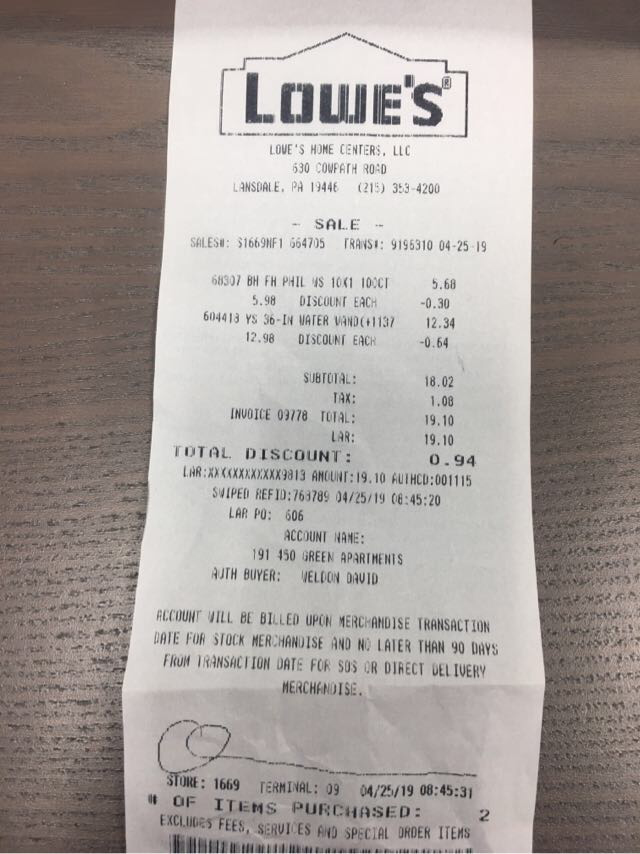 LOWE'S®
LOWE'S HOME CENTERS, LLC
630 COWPATH ROAD
LANSDALE, PA 19446 (215) 353-4200
- SALE -
SALES#: S1669NF1 664705 TRANS#: 9196310 04-25-19
68307 BH FH PHIL WS 10X1 100CT 5.68
5.98 DISCOUNT EACH -0.30
604413 YS 36-IN WATER WAND(+1137 12.34
12.98 DISCOUNT EACH -0.64
SUBTOTAL: 18.02
TAX: 1.08
INVOICE 09778 TOTAL: 19.10
LAR: 19.10
TOTAL DISCOUNT: 0.94
LAR:XXXXXXXXXXXX9813 AMOUNT:19.10 AUTHCD:001115
SWIPED REFID:763789 04/25/19 08:45:20
LAR PO: 606
ACCOUNT NAME:
191 450 GREEN APARTMENTS
AUTH BUYER: WELDON DAVID
ACCOUNT WILL BE BILLED UPON MERCHANDISE TRANSACTION
DATE FOR STOCK MERCHANDISE AND NO LATER THAN 90 DAYS
FROM TRANSACTION DATE FOR SOS OR DIRECT DELIVERY
MERCHANDISE.
STORE: 1669 TERMINAL: 09 04/25/19 08:45:31
# OF ITEMS PURCHASED: 2
EXCLUDES FEES, SERVICES AND SPECIAL ORDER ITEMS